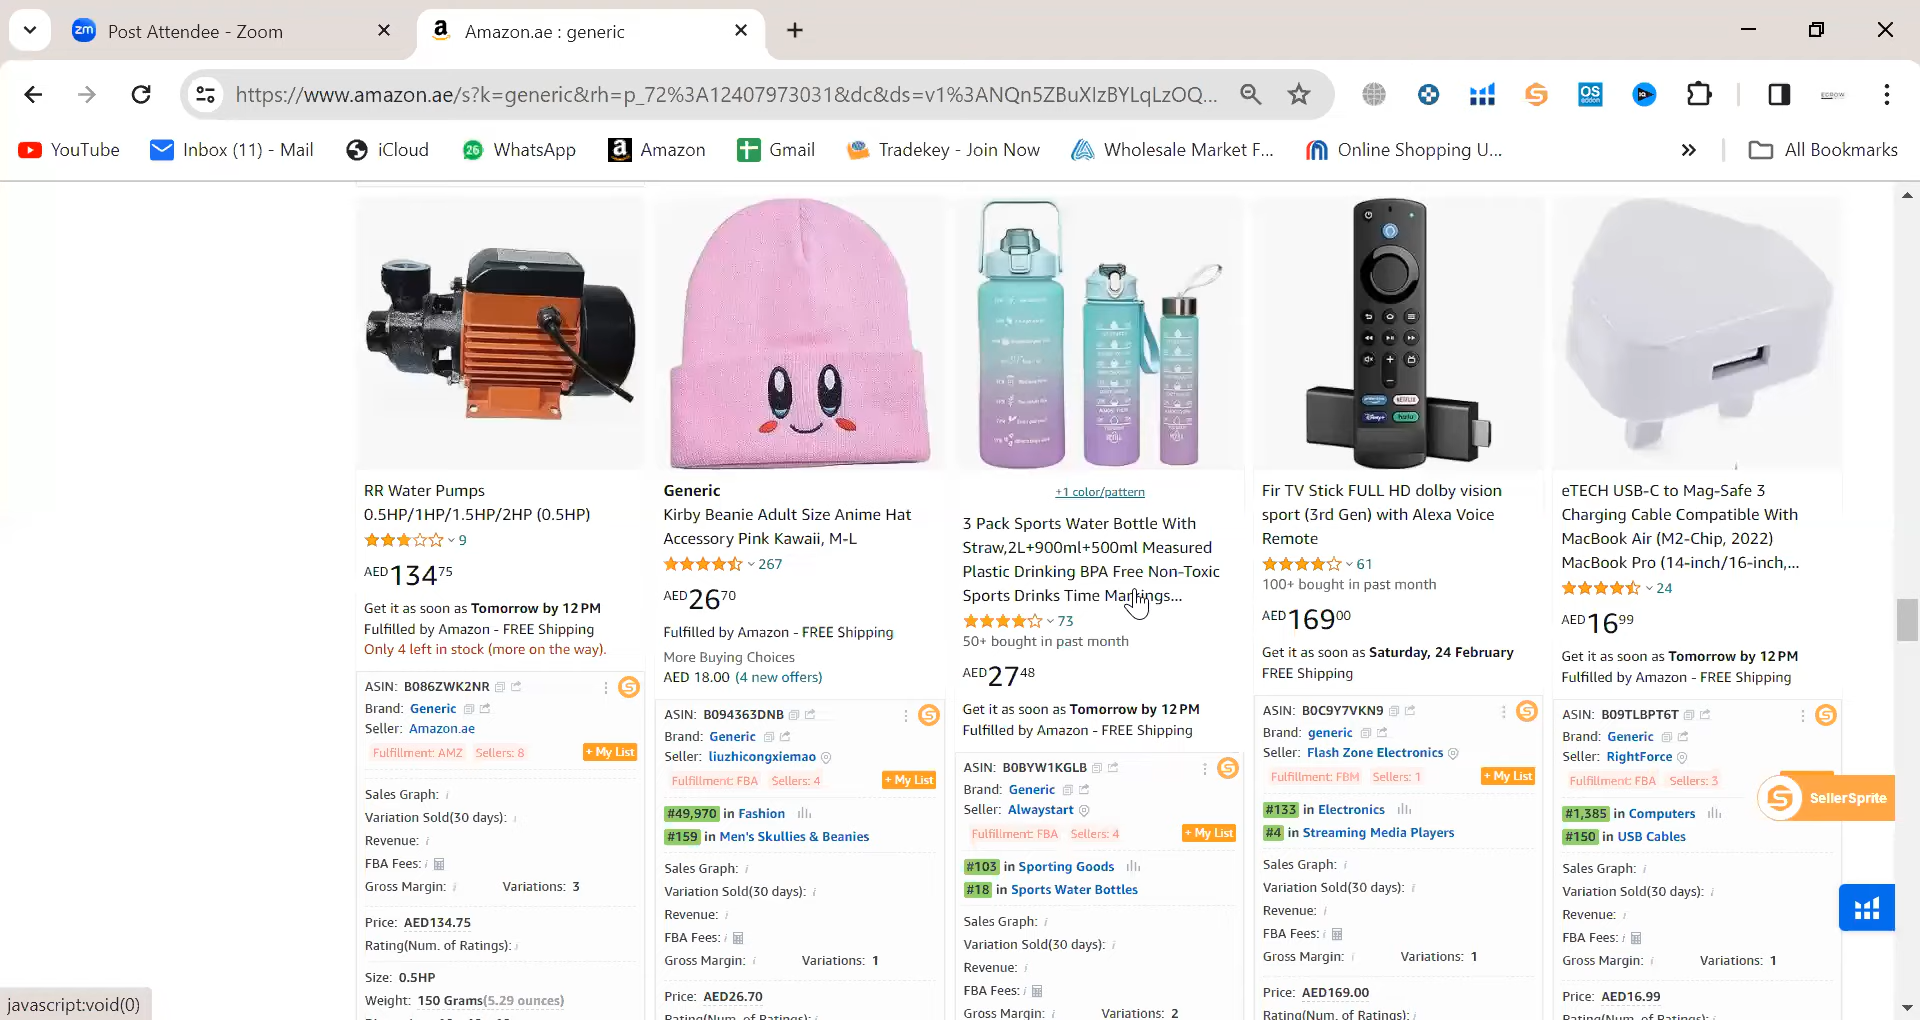 Post Attendee - Zoom
Amazon.ae : generic
https://www.amazon.ae/s?k=generic&rh=p_72%3A12407973031&dc&ds=v1%3ANQn5ZBuXIzBYLqLzOQ...
YouTube
Inbox (11) - Mail
iCloud
WhatsApp
Amazon
Gmail
Tradekey - Join Now
Wholesale Market F...
Online Shopping U...
All Bookmarks
RR Water Pumps
0.5HP/1HP/1.5HP/2HP (0.5HP)
9
AED 134 75
Get it as soon as Tomorrow by 12 PM
Fulfilled by Amazon - FREE Shipping
Only 4 left in stock (more on the way).
ASIN: B086ZWK2NR
Brand: Generic
Seller: Amazon.ae
Fulfillment: AMZ Sellers: 8
+ My List
Sales Graph:
Variation Sold(30 days):
Revenue:
FBA Fees:
Gross Margin: Variations: 3
Price: AED134.75
Rating(Num. of Ratings):
Size: 0.5HP
Weight: 150 Grams(5.29 ounces)
Generic
Kirby Beanie Adult Size Anime Hat
Accessory Pink Kawaii, M-L
267
AED 26 70
Fulfilled by Amazon - FREE Shipping
More Buying Choices
AED 18.00 (4 new offers)
ASIN: B094363DNB
Brand: Generic
Seller: liuzhicongxiemao
Fulfillment: FBA Sellers: 4
+ My List
#49,970 in Fashion
#159 in Men's Skullies & Beanies
Sales Graph:
Variation Sold(30 days):
Revenue:
FBA Fees:
Gross Margin: Variations: 1
Price: AED26.70
Rating(Num. of Ratings):
+1 color/pattern
3 Pack Sports Water Bottle With
Straw,2L+900ml+500ml Measured
Plastic Drinking BPA Free Non-Toxic
Sports Drinks Time Markings...
73
50+ bought in past month
AED 27 48
Get it as soon as Tomorrow by 12 PM
Fulfilled by Amazon - FREE Shipping
ASIN: B0BYW1KGLB
Brand: Generic
Seller: Alwaystart
Fulfillment: FBA Sellers: 4
+ My List
#103 in Sporting Goods
#18 in Sports Water Bottles
Sales Graph:
Variation Sold(30 days):
Revenue:
FBA Fees:
Gross Margin: Variations: 2
Fir TV Stick FULL HD dolby vision
sport (3rd Gen) with Alexa Voice
Remote
61
100+ bought in past month
AED 169 00
Get it as soon as Saturday, 24 February
FREE Shipping
ASIN: B0C9Y7VKN9
Brand: generic
Seller: Flash Zone Electronics
Fulfillment: FBM Sellers: 1
+ My List
#133 in Electronics
#4 in Streaming Media Players
Sales Graph:
Variation Sold(30 days):
Revenue:
FBA Fees:
Gross Margin: Variations: 1
Price: AED169.00
Rating(Num. of Ratings):
eTECH USB-C to Mag-Safe 3
Charging Cable Compatible With
MacBook Air (M2-Chip, 2022)
MacBook Pro (14-inch/16-inch,...
24
AED 16 99
Get it as soon as Tomorrow by 12 PM
Fulfilled by Amazon - FREE Shipping
ASIN: B09TLBPT6T
Brand: Generic
Seller: RightForce
Fulfillment: FBA Sellers: 3
SellerSprite
#1,385 in Computers
#150 in USB Cables
Sales Graph:
Variation Sold(30 days):
Revenue:
FBA Fees:
Gross Margin: Variations: 1
Price: AED16.99
Rating(Num. of Ratings):
javascript:void(0)